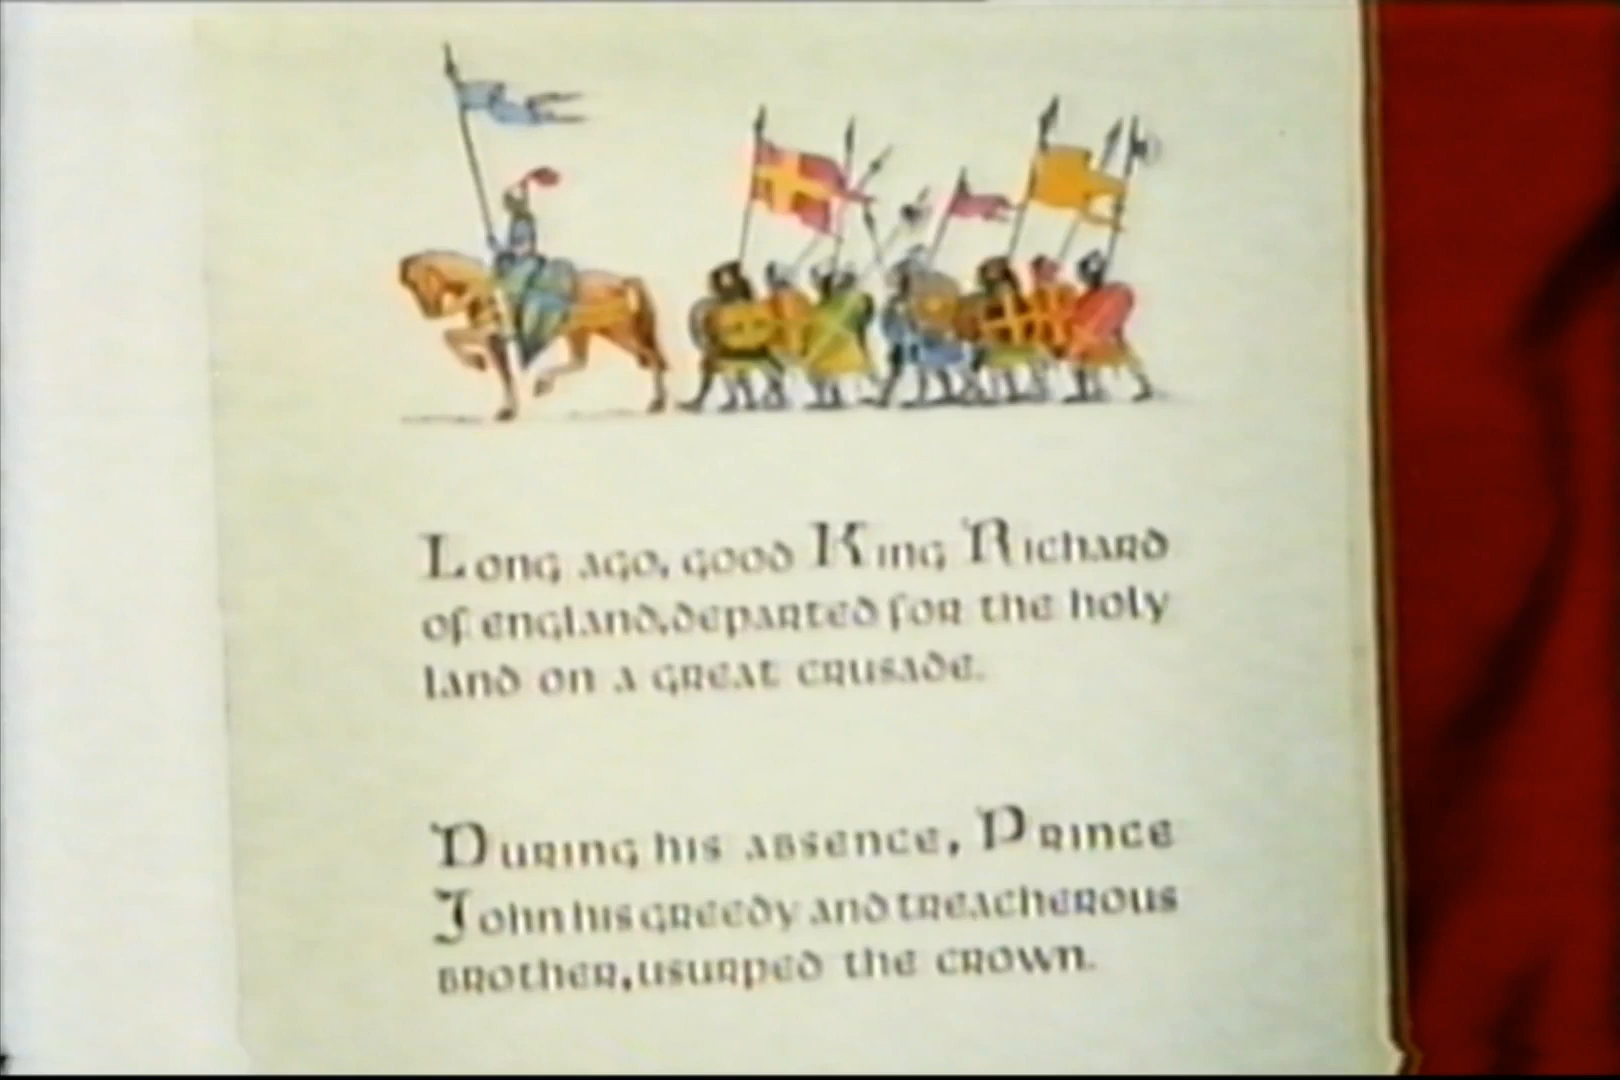 Long ago, good King Richard
of england, departed for the holy
land on a great crusade.
During his absence, Prince
John his greedy and treacherous
brother, usurped the crown.